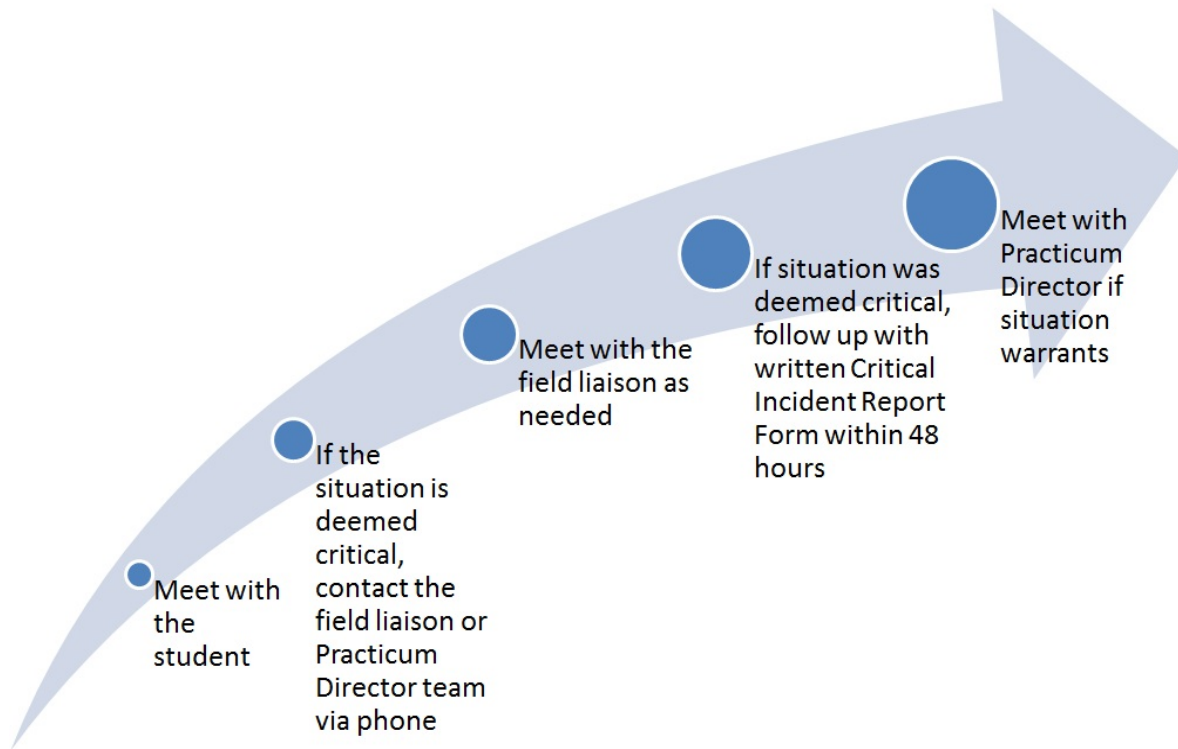 Meet with
the
student
If the
situation is
deemed
critical,
contact the
field liaison or
Practicum
Director team
via phone
Meet with the
field liaison as
needed
If situation was
deemed critical,
follow up with
written Critical
Incident Report
Form within 48
hours
Meet with
Practicum
Director if
situation
warrants